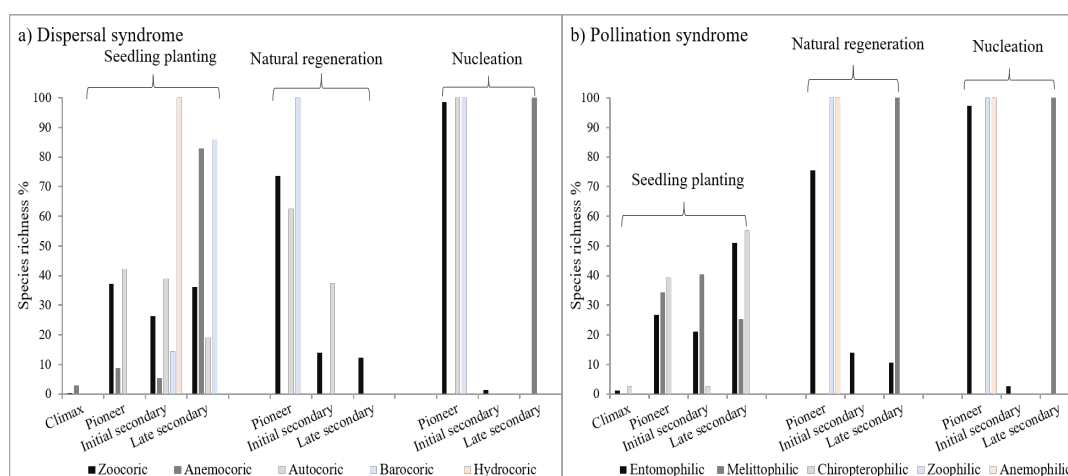 a) Dispersal syndrome
Seedling planting
Natural regeneration
Nucleation
Species richness %
100
90
80
70
60
50
40
30
20
10
0
Climax
Pioneer
Initial secondary
Late secondary
Pioneer
Initial secondary
Late secondary
Pioneer
Initial secondary
Late secondary
Zoocoric Anemocoric Autocoric Barocoric Hydrocoric
b) Pollination syndrome
Natural regeneration
Nucleation
Seedling planting
Species richness %
100
90
80
70
60
50
40
30
20
10
0
Climax
Pioneer
Initial secondary
Late secondary
Pioneer
Initial secondary
Late secondary
Pioneer
Initial secondary
Late secondary
Entomophilic Melittophilic Chiropterophilic Zoophilic Anemophilic